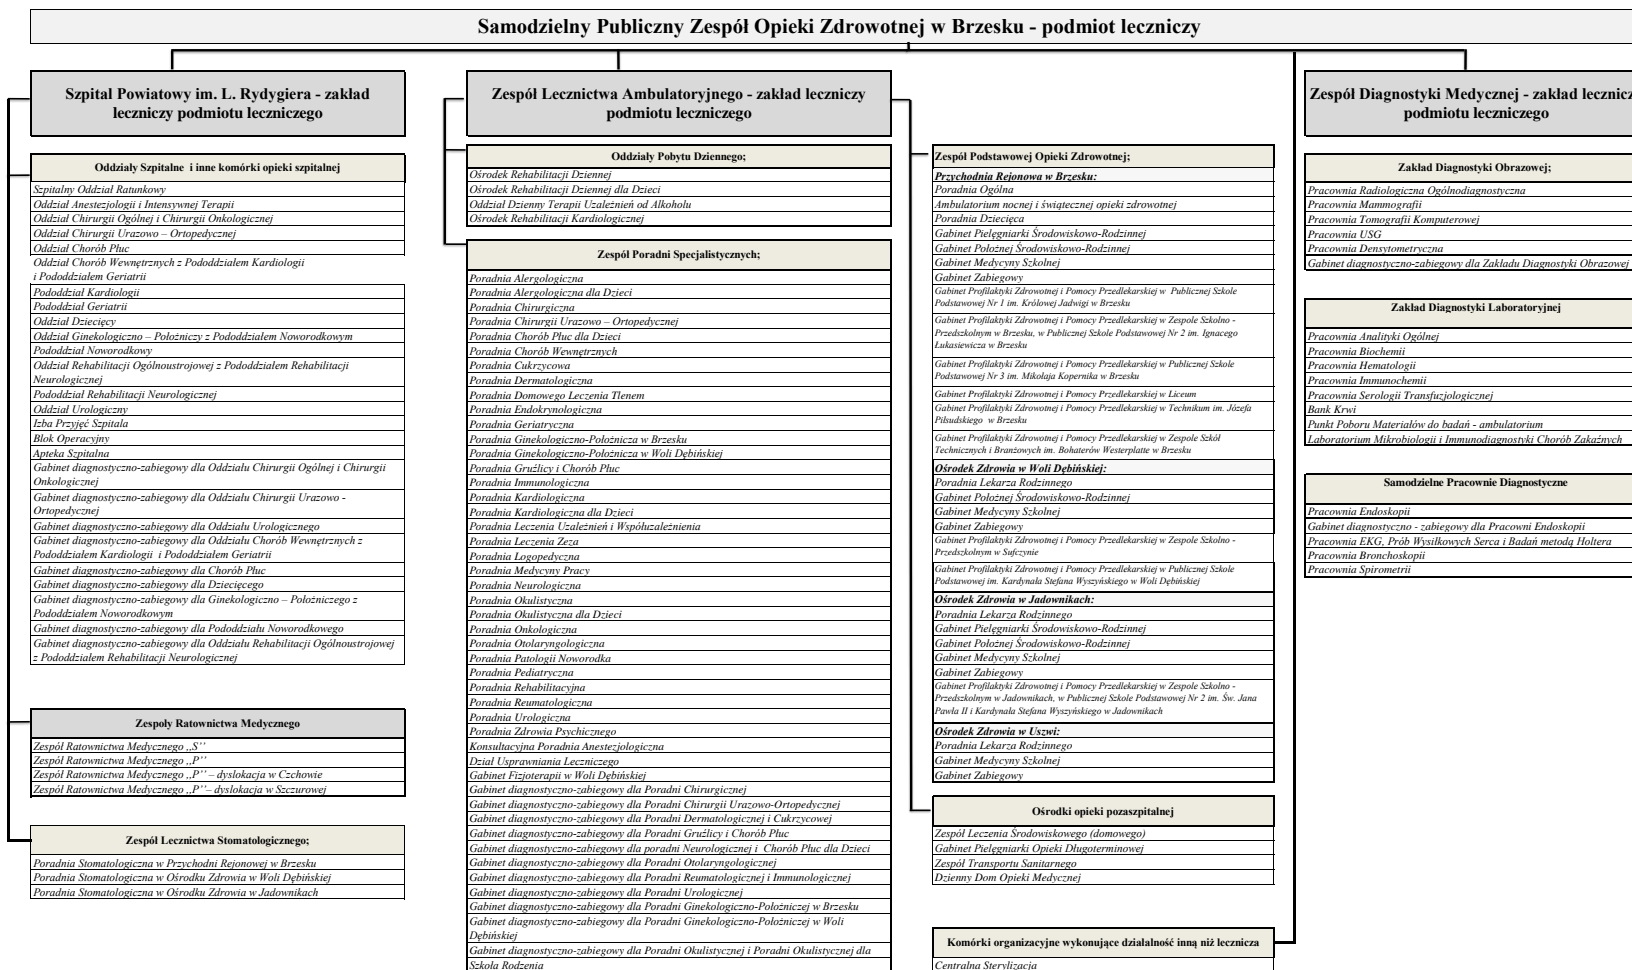 Samodzielny Publiczny Zespół Opieki Zdrowotnej w Brzesku - podmiot leczniczy
Szpital Powiatowy im. L. Rydygiera - zakład
leczniczy podmiotu leczniczego
Oddziały Szpitalne i inne komórki opieki szpitalnej
Szpitalny Oddział Ratunkowy
Oddział Anestezjologii i Intensywnej Terapii
Oddział Chirurgii Ogólnej i Chirurgii Onkologicznej
Oddział Chirurgii Urazowo – Ortopedycznej
Oddział Chorób Płuc
Oddział Chorób Wewnętrznych z Pododdziałem Kardiologii
i Pododdziałem Geriatrii
Pododdział Kardiologii
Pododdział Geriatrii
Oddział Dziecięcy
Oddział Ginekologiczno – Położniczy z Pododdziałem Noworodkowym
Pododdział Noworodkowy
Oddział Rehabilitacji Ogólnoustrojowej z Pododdziałem Rehabilitacji
Neurologicznej
Pododdział Rehabilitacji Neurologicznej
Oddział Urologiczny
Izba Przyjęć Szpitala
Blok Operacyjny
Apteka Szpitalna
Gabinet diagnostyczno-zabiegowy dla Oddziału Chirurgii Ogólnej i Chirurgii
Onkologicznej
Gabinet diagnostyczno-zabiegowy dla Oddziału Chirurgii Urazowo -
Ortopedycznej
Gabinet diagnostyczno-zabiegowy dla Oddziału Urologicznego
Gabinet diagnostyczno-zabiegowy dla Oddziału Chorób Wewnętrznych z
Pododdziałem Kardiologii i Pododdziałem Geriatrii
Gabinet diagnostyczno-zabiegowy dla Chorób Płuc
Gabinet diagnostyczno-zabiegowy dla Dziecięcego
Gabinet diagnostyczno-zabiegowy dla Ginekologiczno – Położniczego z
Pododdziałem Noworodkowym
Gabinet diagnostyczno-zabiegowy dla Pododdziału Noworodkowego
Gabinet diagnostyczno-zabiegowy dla Oddziału Rehabilitacji Ogólnoustrojowej
z Pododdziałem Rehabilitacji Neurologicznej
Zespoły Ratownictwa Medycznego
Zespół Ratownictwa Medycznego ,,S’’
Zespół Ratownictwa Medycznego ,,P’’
Zespół Ratownictwa Medycznego ,,P’’ – dyslokacja w Czchowie
Zespół Ratownictwa Medycznego ,,P’’– dyslokacja w Szczurowej
Zespół Lecznictwa Stomatologicznego;
Poradnia Stomatologiczna w Przychodni Rejonowej w Brzesku
Poradnia Stomatologiczna w Ośrodku Zdrowia w Woli Dębińskiej
Poradnia Stomatologiczna w Ośrodku Zdrowia w Jadownikach
Zespół Lecznictwa Ambulatoryjnego - zakład leczniczy
podmiotu leczniczego
Oddziały Pobytu Dziennego;
Ośrodek Rehabilitacji Dziennej
Ośrodek Rehabilitacji Dziennej dla Dzieci
Oddział Dzienny Terapii Uzależnień od Alkoholu
Ośrodek Rehabilitacji Kardiologicznej
Zespół Poradni Specjalistycznych;
Poradnia Alergologiczna
Poradnia Alergologiczna dla Dzieci
Poradnia Chirurgiczna
Poradnia Chirurgii Urazowo – Ortopedycznej
Poradnia Chorób Płuc dla Dzieci
Poradnia Chorób Wewnętrznych
Poradnia Cukrzycowa
Poradnia Dermatologiczna
Poradnia Domowego Leczenia Tlenem
Poradnia Endokrynologiczna
Poradnia Geriatryczna
Poradnia Ginekologiczno-Położnicza w Brzesku
Poradnia Ginekologiczno-Położnicza w Woli Dębińskiej
Poradnia Gruźlicy i Chorób Płuc
Poradnia Immunologiczna
Poradnia Kardiologiczna
Poradnia Kardiologiczna dla Dzieci
Poradnia Leczenia Uzależnień i Współuzależnienia
Poradnia Leczenia Zeza
Poradnia Logopedyczna
Poradnia Medycyny Pracy
Poradnia Neurologiczna
Poradnia Okulistyczna
Poradnia Okulistyczna dla Dzieci
Poradnia Onkologiczna
Poradnia Otolaryngologiczna
Poradnia Patologii Noworodka
Poradnia Pediatryczna
Poradnia Rehabilitacyjna
Poradnia Reumatologiczna
Poradnia Urologiczna
Poradnia Zdrowia Psychicznego
Konsultacyjna Poradnia Anestezjologiczna
Dział Usprawniania Leczniczego
Gabinet Fizjoterapii w Woli Dębińskiej
Gabinet diagnostyczno-zabiegowy dla Poradni Chirurgicznej
Gabinet diagnostyczno-zabiegowy dla Poradni Chirurgii Urazowo-Ortopedycznej
Gabinet diagnostyczno-zabiegowy dla Poradni Dermatologicznej i Cukrzycowej
Gabinet diagnostyczno-zabiegowy dla Poradni Gruźlicy i Chorób Płuc
Gabinet diagnostyczno-zabiegowy dla poradni Neurologicznej i Chorób Płuc dla Dzieci
Gabinet diagnostyczno-zabiegowy dla Poradni Otolaryngologicznej
Gabinet diagnostyczno-zabiegowy dla Poradni Reumatologicznej i Immunologicznej
Gabinet diagnostyczno-zabiegowy dla Poradni Urologicznej
Gabinet diagnostyczno-zabiegowy dla Poradni Ginekologiczno-Położniczej w Brzesku
Gabinet diagnostyczno-zabiegowy dla Poradni Ginekologiczno-Położniczej w Woli
Dębińskiej
Gabinet diagnostyczno-zabiegowy dla Poradni Okulistycznej i Poradni Okulistycznej dla
Szkoła Rodzenia
Zespół Podstawowej Opieki Zdrowotnej;
Przychodnia Rejonowa w Brzesku:
Poradnia Ogólna
Ambulatorium nocnej i świątecznej opieki zdrowotnej
Poradnia Dziecięca
Gabinet Pielęgniarki Środowiskowo-Rodzinnej
Gabinet Położnej Środowiskowo-Rodzinnej
Gabinet Medycyny Szkolnej
Gabinet Zabiegowy
Gabinet Profilaktyki Zdrowotnej i Pomocy Przedlekarskiej w Publicznej Szkole
Podstawowej Nr 1 im. Królowej Jadwigi w Brzesku
Gabinet Profilaktyki Zdrowotnej i Pomocy Przedlekarskiej w Zespole Szkolno -
Przedszkolnym w Brzesku, w Publicznej Szkole Podstawowej Nr 2 im. Ignacego
Łukasiewicza w Brzesku
Gabinet Profilaktyki Zdrowotnej i Pomocy Przedlekarskiej w Publicznej Szkole
Podstawowej Nr 3 im. Mikołaja Kopernika w Brzesku
Gabinet Profilaktyki Zdrowotnej i Pomocy Przedlekarskiej w Liceum
Gabinet Profilaktyki Zdrowotnej i Pomocy Przedlekarskiej w Technikum im. Józefa
Piłsudskiego w Brzesku
Gabinet Profilaktyki Zdrowotnej i Pomocy Przedlekarskiej w Zespole Szkół
Technicznych i Branżowych im. Bohaterów Westerplatte w Brzesku
Ośrodek Zdrowia w Woli Dębińskiej:
Poradnia Lekarza Rodzinnego
Gabinet Położnej Środowiskowo-Rodzinnej
Gabinet Medycyny Szkolnej
Gabinet Zabiegowy
Gabinet Profilaktyki Zdrowotnej i Pomocy Przedlekarskiej w Zespole Szkolno -
Przedszkolnym w Sufczynie
Gabinet Profilaktyki Zdrowotnej i Pomocy Przedlekarskiej w Publicznej Szkole
Podstawowej im. Kardynała Stefana Wyszyńskiego w Woli Dębińskiej
Ośrodek Zdrowia w Jadownikach:
Poradnia Lekarza Rodzinnego
Gabinet Pielęgniarki Środowiskowo-Rodzinnej
Gabinet Położnej Środowiskowo-Rodzinnej
Gabinet Medycyny Szkolnej
Gabinet Zabiegowy
Gabinet Profilaktyki Zdrowotnej i Pomocy Przedlekarskiej w Zespole Szkolno -
Przedszkolnym w Jadownikach, w Publicznej Szkole Podstawowej Nr 2 im. Św. Jana
Pawła II i Kardynała Stefana Wyszyńskiego w Jadownikach
Ośrodek Zdrowia w Uszwi:
Poradnia Lekarza Rodzinnego
Gabinet Medycyny Szkolnej
Gabinet Zabiegowy
Ośrodki opieki pozaszpitalnej
Zespół Leczenia Środowiskowego (domowego)
Gabinet Pielęgniarki Opieki Długoterminowej
Zespół Transportu Sanitarnego
Dzienny Dom Opieki Medycznej
Komórki organizacyjne wykonujące działalność inną niż lecznicza
Centralna Sterylizacja
Zespół Diagnostyki Medycznej - zakład lecznicz
podmiotu leczniczego
Zakład Diagnostyki Obrazowej;
Pracownia Radiologiczna Ogólnodiagnostyczna
Pracownia Mammografii
Pracownia Tomografii Komputerowej
Pracownia USG
Pracownia Densytometryczna
Gabinet diagnostyczno-zabiegowy dla Zakładu Diagnostyki Obrazowej
Zakład Diagnostyki Laboratoryjnej
Pracownia Analityki Ogólnej
Pracownia Biochemii
Pracownia Hematologii
Pracownia Immunochemii
Pracownia Serologii Transfuzjologicznej
Bank Krwi
Punkt Poboru Materiałów do badań - ambulatorium
Laboratorium Mikrobiologii i Immunodiagnostyki Chorób Zakaźnych
Samodzielne Pracownie Diagnostyczne
Pracownia Endoskopii
Gabinet diagnostyczno - zabiegowy dla Pracowni Endoskopii
Pracownia EKG, Prób Wysiłkowych Serca i Badań metodą Holtera
Pracownia Bronchoskopii
Pracownia Spirometrii